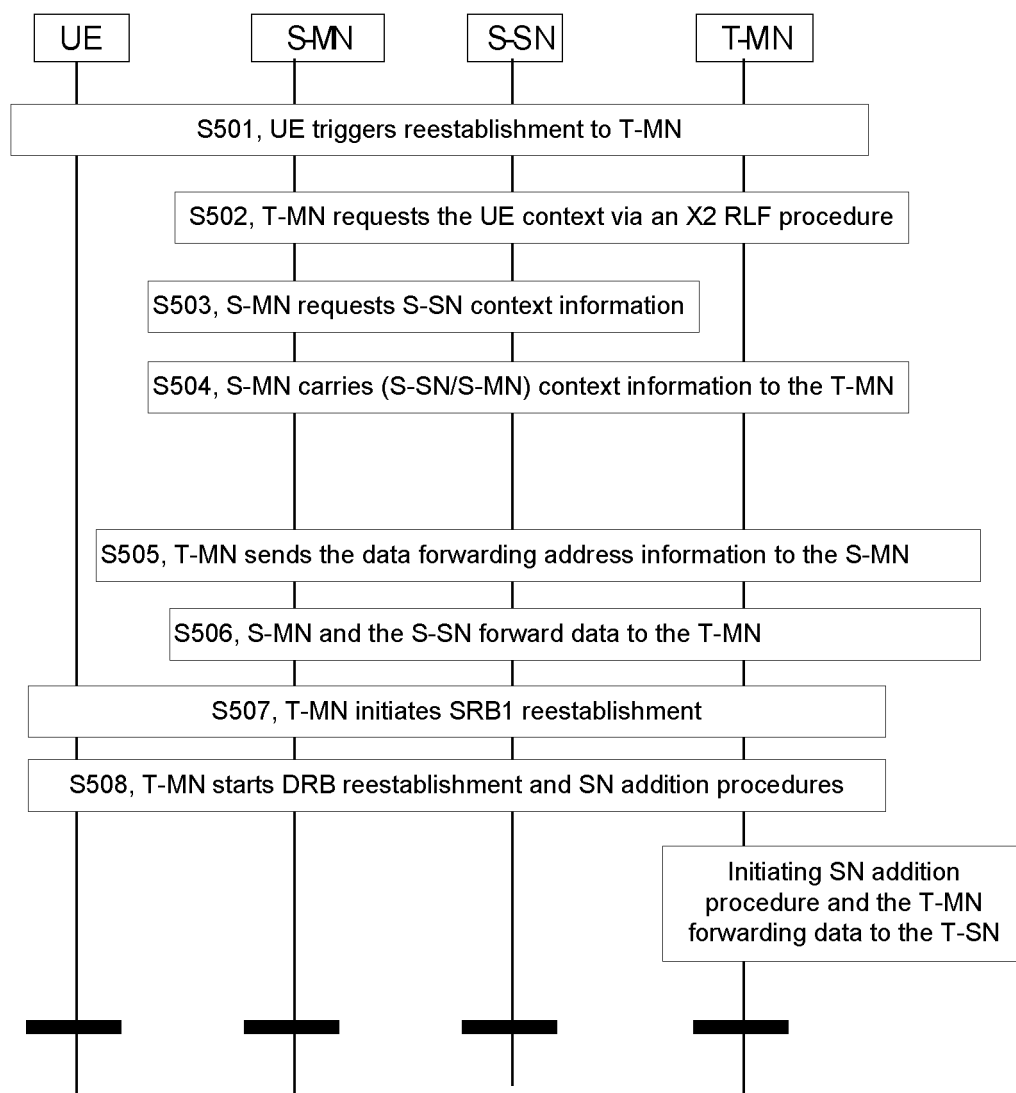 UE
S-MN
S-SN
T-MN
S501, UE triggers reestablishment to T-MN
S502, T-MN requests the UE context via an X2 RLF procedure
S503, S-MN requests S-SN context information
S504, S-MN carries (S-SN/S-MN) context information to the T-MN
S505, T-MN sends the data forwarding address information to the S-MN
S506, S-MN and the S-SN forward data to the T-MN
S507, T-MN initiates SRB1 reestablishment
S508, T-MN starts DRB reestablishment and SN addition procedures
Initiating SN addition
procedure and the T-MN
forwarding data to the T-SN